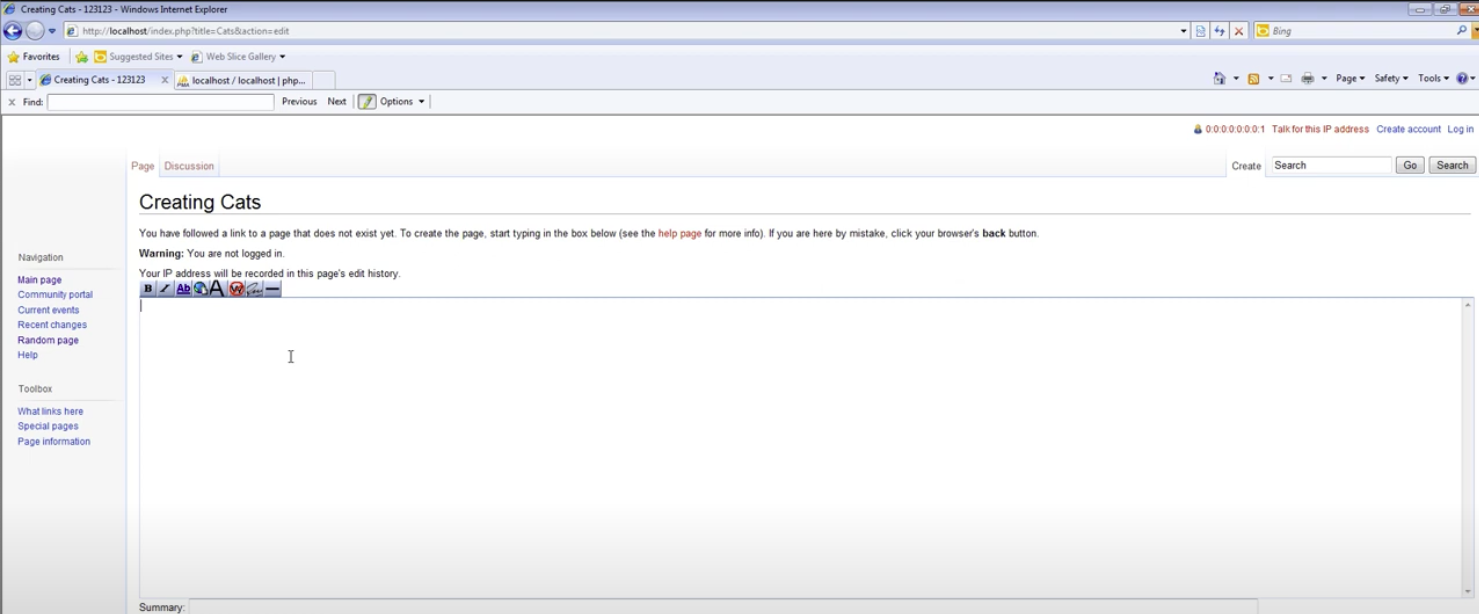 Creating Cats - 123123 - Windows Internet Explorer
http://localhost/index.php?title=Cats&action=edit
Bing
Favorites Suggested Sites Web Slice Gallery
Creating Cats - 123123 X localhost / localhost | php...
Page Safety Tools
x Find: Previous Next Options
0:0:0:0:0:0:0:1 Talk for this IP address Create account Log in
Page Discussion Create Search Go Search
Creating Cats
You have followed a link to a page that does not exist yet. To create the page, start typing in the box below (see the help page for more info). If you are here by mistake, click your browser's back button.
Warning: You are not logged in.
Your IP address will be recorded in this page's edit history.
B I Ab A W
Navigation
Main page
Community portal
Current events
Recent changes
Random page
Help
Toolbox
What links here
Special pages
Page information
Summary: